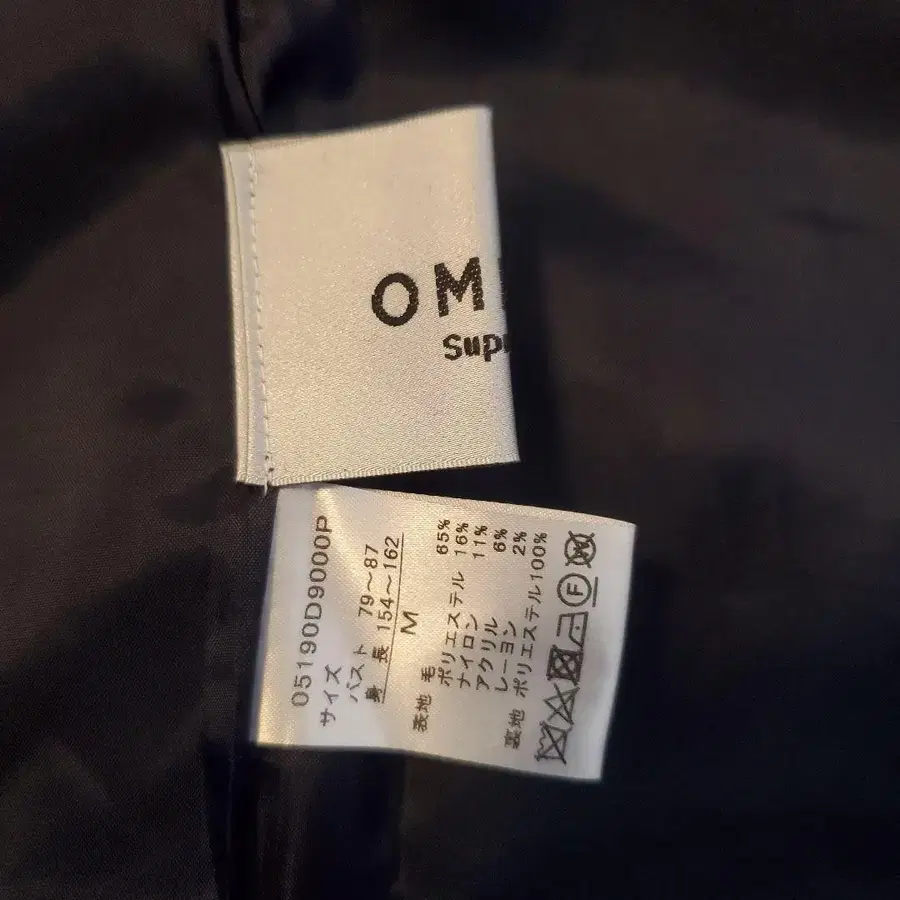 OM
Sup
05190D9000P
サイズ
バスト 79～87
身 長 154～162
M
表地 毛 65%
ポリエステル 16%
ナイロン 11%
アクリル 6%
レーヨン 2%
裏地 ポリエステル100%
F